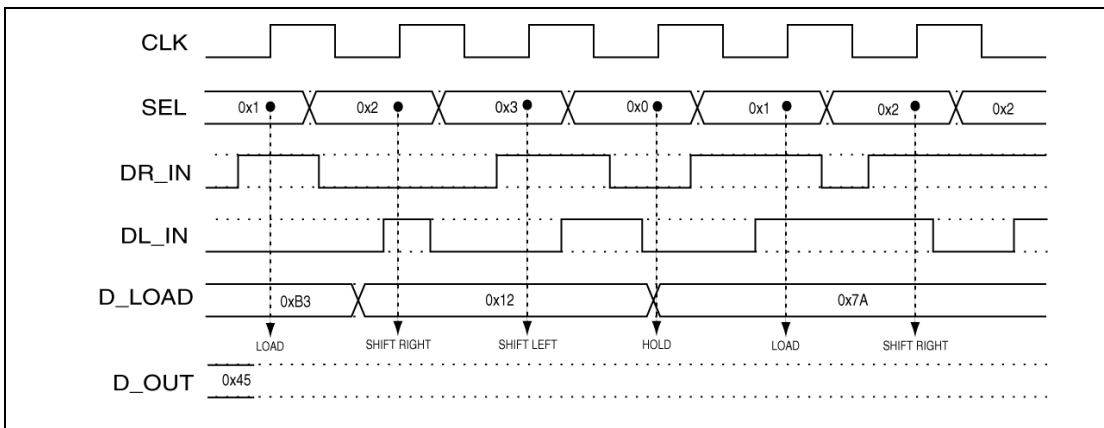 CLK
SEL 0x1 0x2 0x3 0x0 0x1 0x2 0x2
DR_IN
DL_IN
D_LOAD 0xB3 0x12 0x7A
LOAD SHIFT RIGHT SHIFT LEFT HOLD LOAD SHIFT RIGHT
D_OUT 0x45